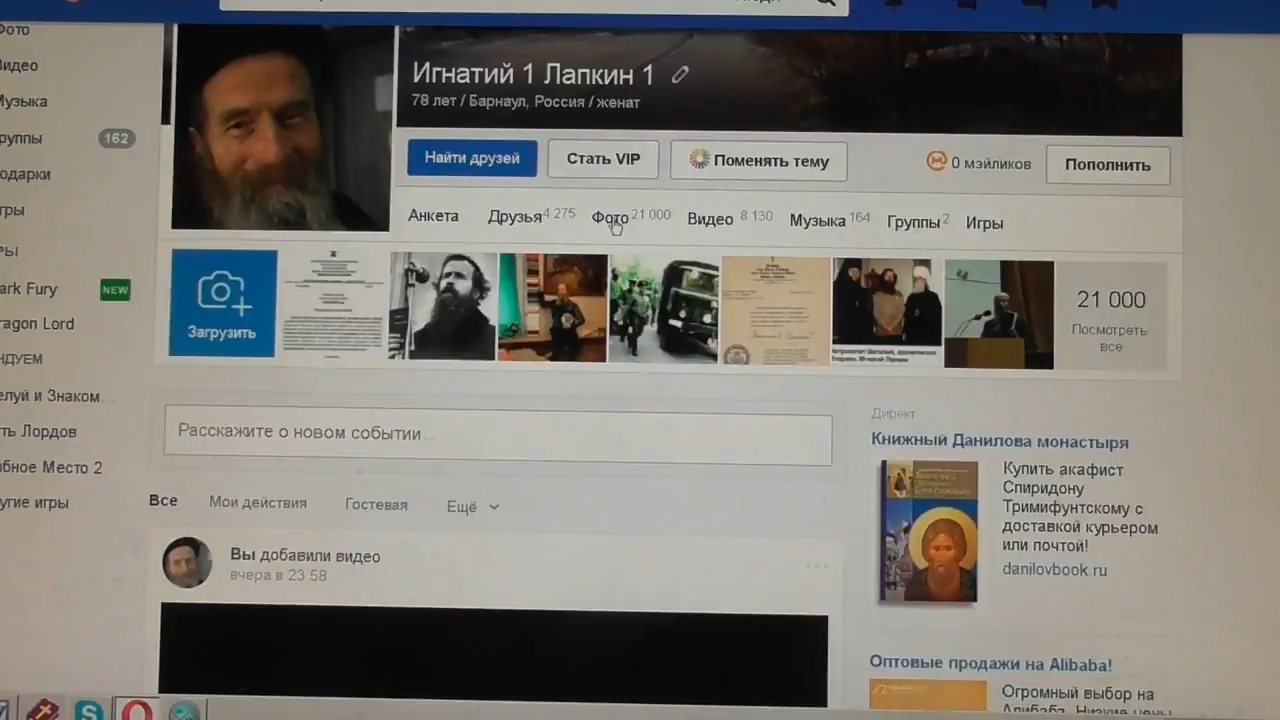 Игнатий 1 Лапкин 1
78 лет / Барнаул, Россия / женат
Найти друзей
Стать VIP
Поменять тему
0 мэйликов
Пополнить
Анкета
Друзья 4 275
Фото 21 000
Видео 8 130
Музыка 164
Группы 2
Игры
Загрузить
21 000
Посмотреть
все
Фото
Видео
Музыка
руппы
162
одарки
гры
РЫ
ark Fury
NEW
ragon Lord
НДУЕМ
елуй и Знаком...
ть Лордов
бное Место 2
угие игры
Расскажите о новом событии...
Все
Мои действия
Гостевая
Ещё
Вы добавили видео
вчера в 23:58
Директ
Книжный Данилова монастыря
Купить акафист
Спиридону
Тримифунтскому с
доставкой курьером
или почтой!
danilovbook.ru
Оптовые продажи на Alibaba!
Огромный выбор на
Алибаба. Низкие цены